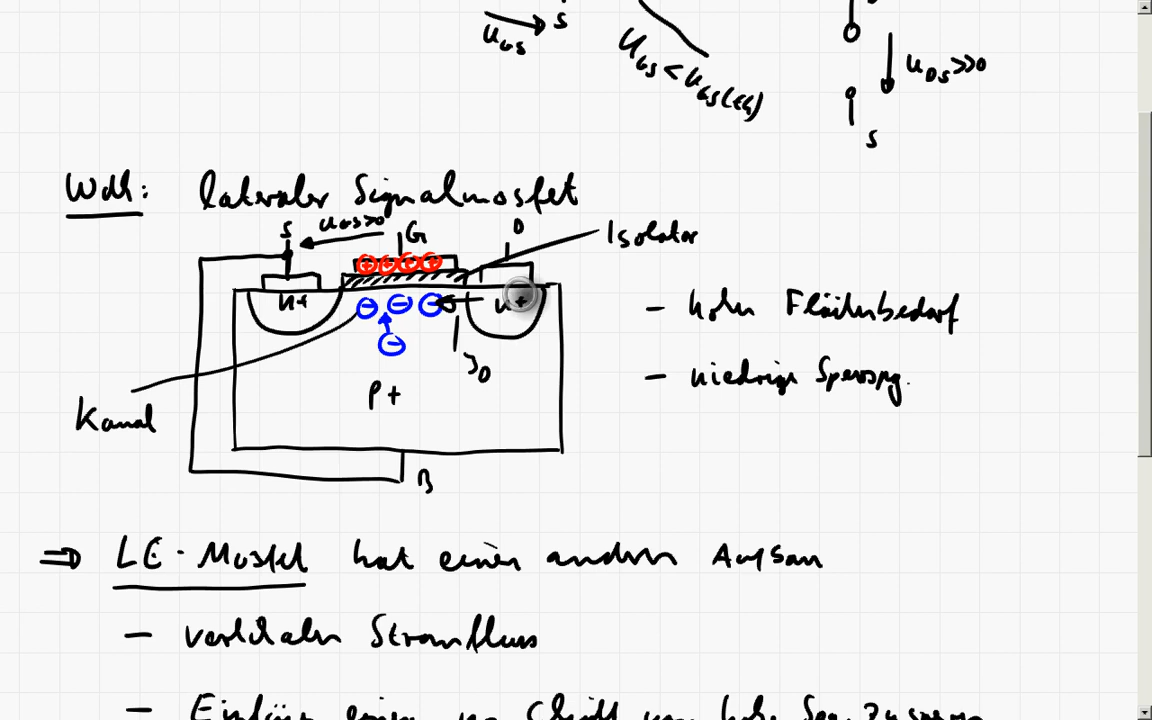 U_GS S U_GS < U_GS(th) U_DS >>0
S
Wdh: lateraler Signalmosfet
S U_GS>0 G D Isolator
⊕ ⊕ ⊕ ⊕
n+ ⊖ ⊖ ⊖ n+ - hoher Flächenbedarf
⊖ I_D
P+ - niedrige Sperrspg.
Kanal
B
⇒ LE-Mosfet hat einen anderen Aufbau
- vertikaler Stromfluss
- hohe